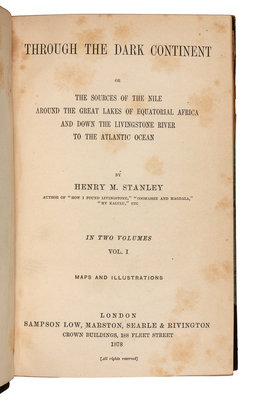 THROUGH THE DARK CONTINENT
OR
THE SOURCES OF THE NILE
AROUND THE GREAT LAKES OF EQUATORIAL AFRICA
AND DOWN THE LIVINGSTONE RIVER
TO THE ATLANTIC OCEAN
BY
HENRY M. STANLEY
AUTHOR OF "HOW I FOUND LIVINGSTONE," "COOMASSIE AND MAGDALA,"
"MY KALULU," ETC
IN TWO VOLUMES
VOL. I
MAPS AND ILLUSTRATIONS
LONDON
SAMPSON LOW, MARSTON, SEARLE & RIVINGTON
CROWN BUILDINGS, 188 FLEET STREET
1878
[All rights reserved]